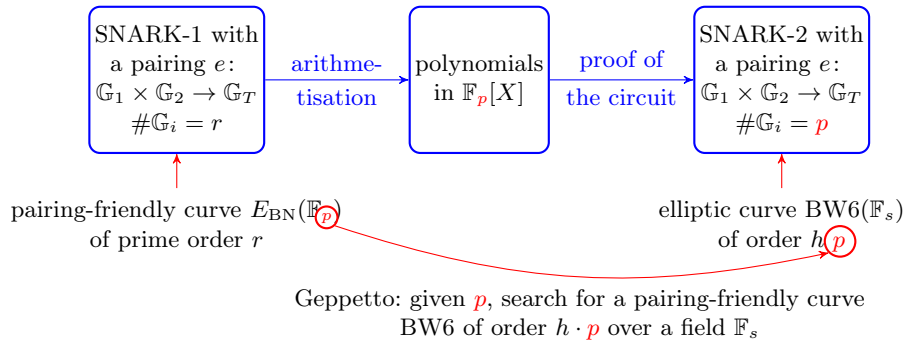 SNARK-1 with
a pairing e:
𝔾₁ × 𝔾₂ → 𝔾_T
#𝔾ᵢ = r
arithme-
tisation
polynomials
in 𝔽ₚ[X]
proof of
the circuit
SNARK-2 with
a pairing e:
𝔾₁ × 𝔾₂ → 𝔾_T
#𝔾ᵢ = p
pairing-friendly curve E_BN(𝔽ₚ)
of prime order r
elliptic curve BW6(𝔽ₛ)
of order h p
Geppetto: given p, search for a pairing-friendly curve
BW6 of order h · p over a field 𝔽ₛ